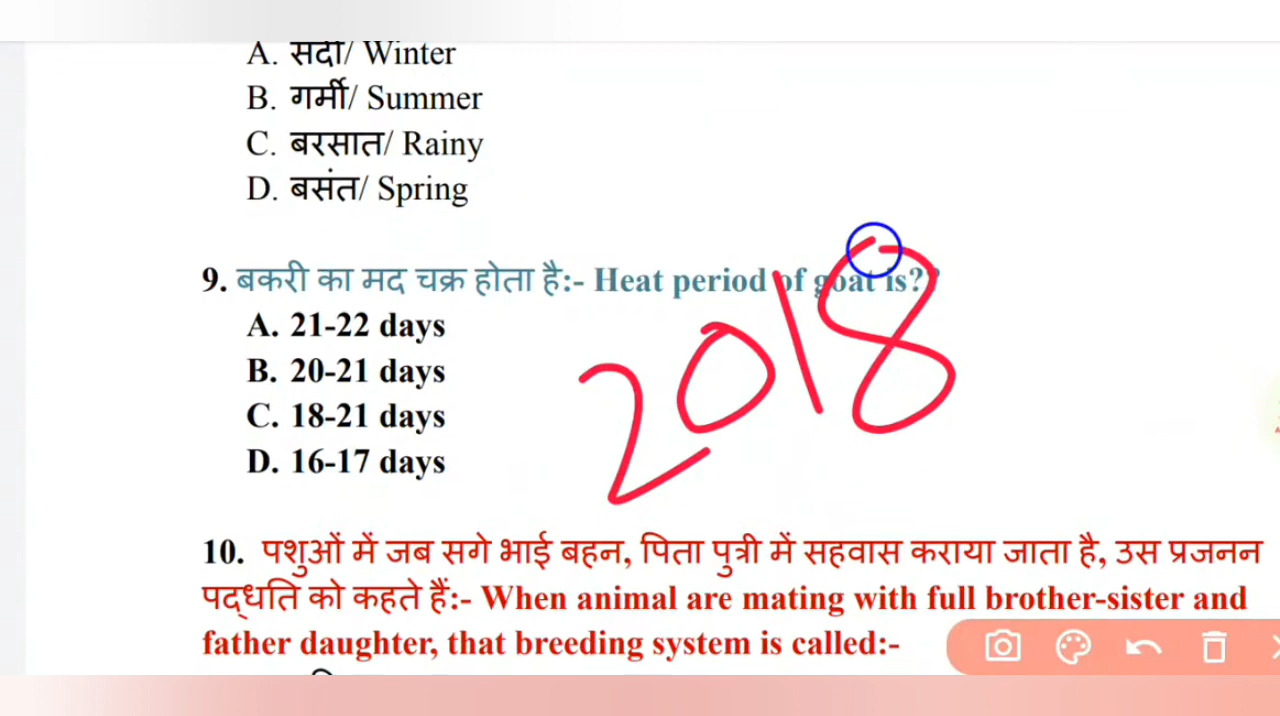 A. सर्दी/ Winter
B. गर्मी/ Summer
C. बरसात/ Rainy
D. बसंत/ Spring
9. बकरी का मद चक्र होता है:- Heat period of goat is??
A. 21-22 days
B. 20-21 days
C. 18-21 days
D. 16-17 days
2018
10. पशुओं में जब सगे भाई बहन, पिता पुत्री में सहवास कराया जाता है, उस प्रजनन
पद्धति को कहते हैं:- When animal are mating with full brother-sister and
father daughter, that breeding system is called:-